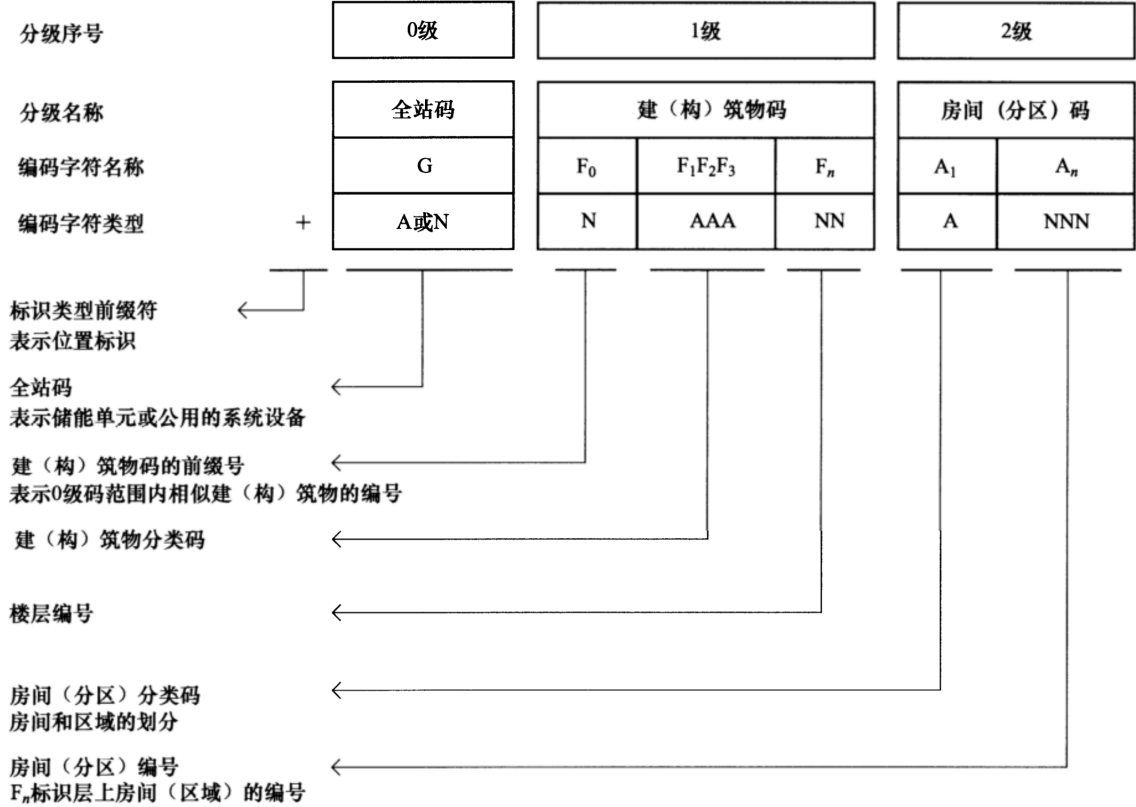 分级序号 0级 1级 2级
分级名称 全站码 建（构）筑物码 房间（分区）码
编码字符名称 G F₀ F₁F₂F₃ Fₙ A₁ Aₙ
编码字符类型 + A或N N AAA NN A NNN
标识类型前缀符
表示位置标识
全站码
表示储能单元或公用的系统设备
建（构）筑物码的前缀号
表示0级码范围内相似建（构）筑物的编号
建（构）筑物分类码
楼层编号
房间（分区）分类码
房间和区域的划分
房间（分区）编号
Fₙ标识层上房间（区域）的编号